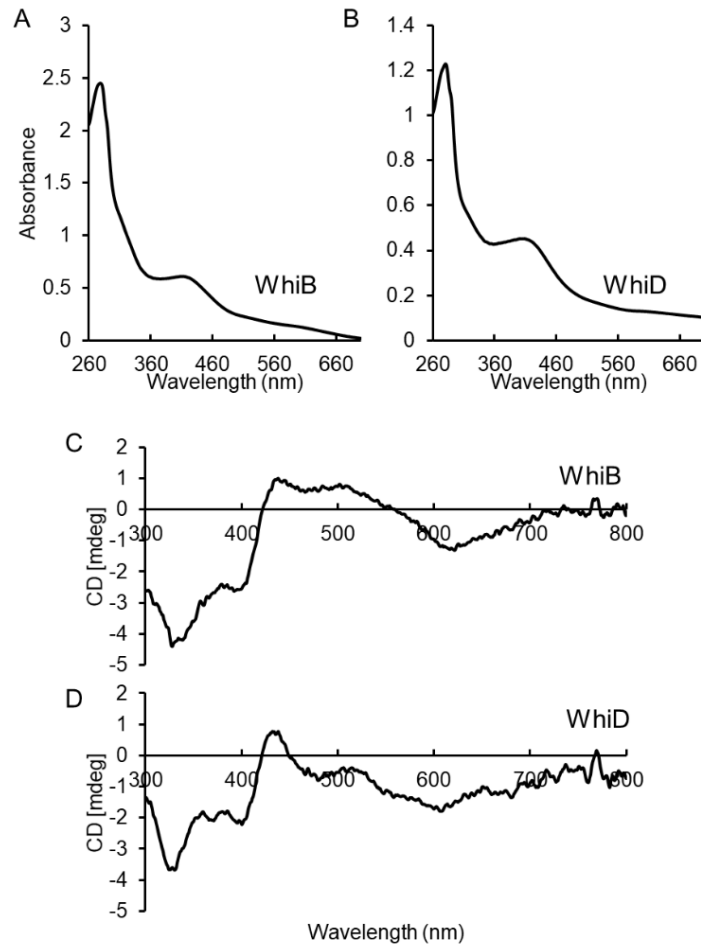 A
B
3
2.5
2
1.5
1
0.5
0
Absorbance
WhiB
260 360 460 560 660
Wavelength (nm)
1.4
1.2
1
0.8
0.6
0.4
0.2
0
WhiD
260 360 460 560 660
Wavelength (nm)
C
2
1
0
-1
-2
-3
-4
-5
CD [mdeg]
WhiB
300 400 500 600 700 800
D
2
1
0
-1
-2
-3
-4
-5
CD [mdeg]
WhiD
300 400 500 600 700 800
Wavelength (nm)